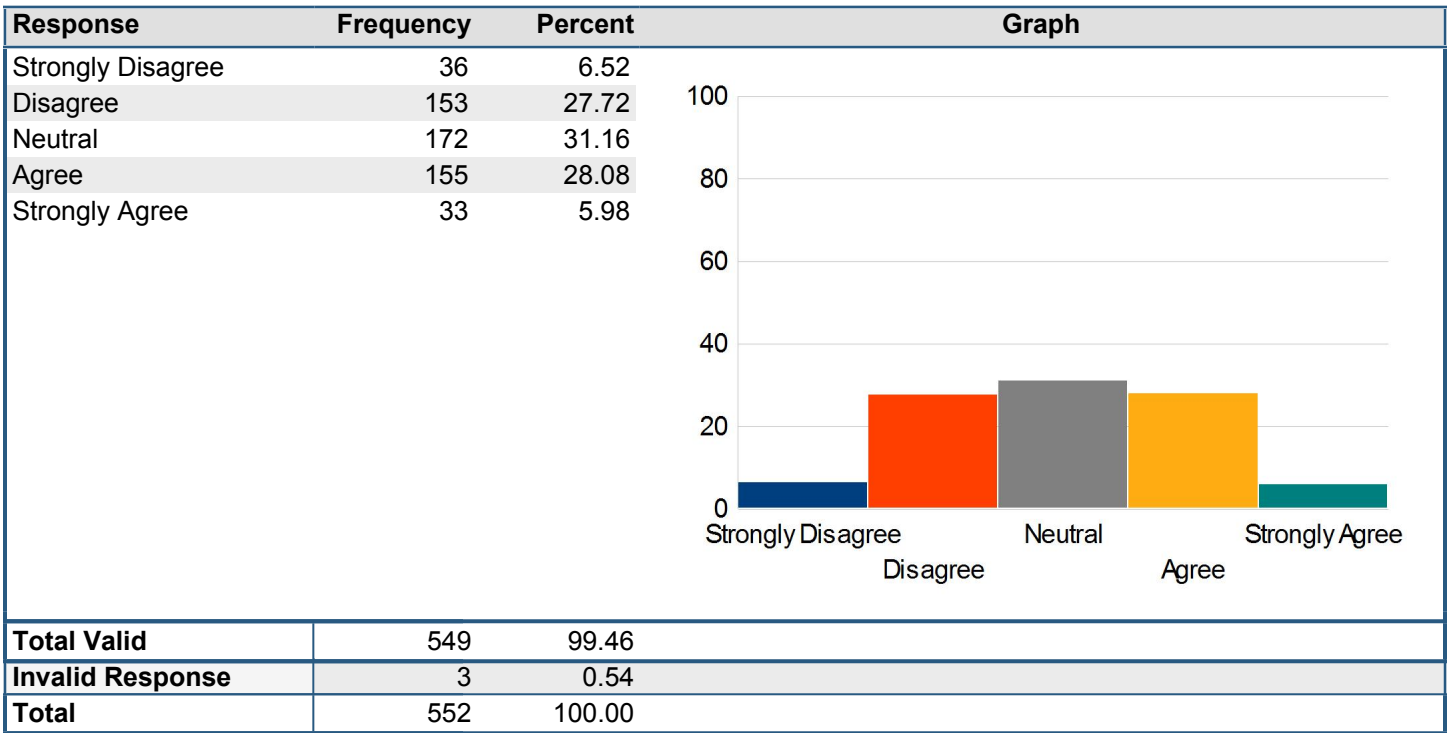 Response Frequency Percent Graph
Strongly Disagree 36 6.52
Disagree 153 27.72
Neutral 172 31.16
Agree 155 28.08
Strongly Agree 33 5.98
100
80
60
40
20
0
Strongly Disagree Neutral Strongly Agree
Disagree Agree
Total Valid 549 99.46
Invalid Response 3 0.54
Total 552 100.00